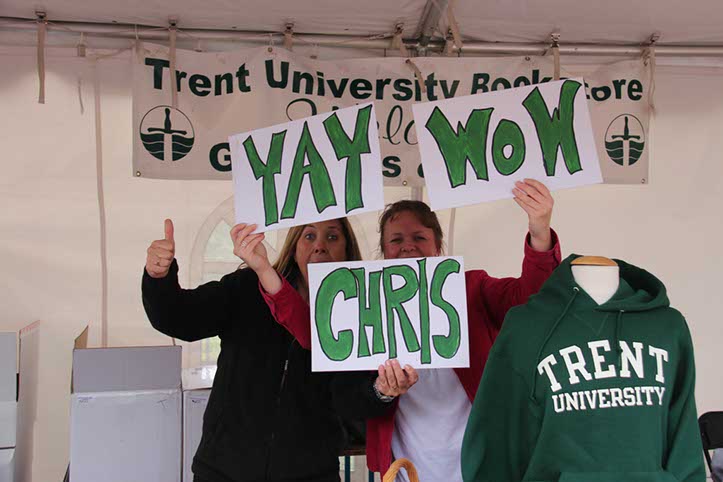 Trent University Bookstore
YAY WOW
CHRIS
TRENT
UNIVERSITY